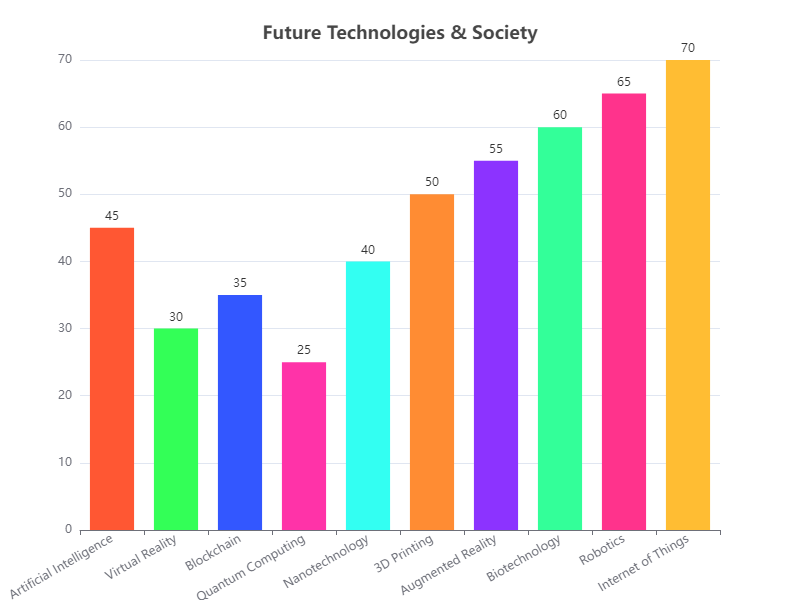 Future Technologies & Society
70
60
50
40
30
20
10
0
45
30
35
25
40
50
55
60
65
70
Artificial Intelligence
Virtual Reality
Blockchain
Quantum Computing
Nanotechnology
3D Printing
Augmented Reality
Biotechnology
Robotics
Internet of Things